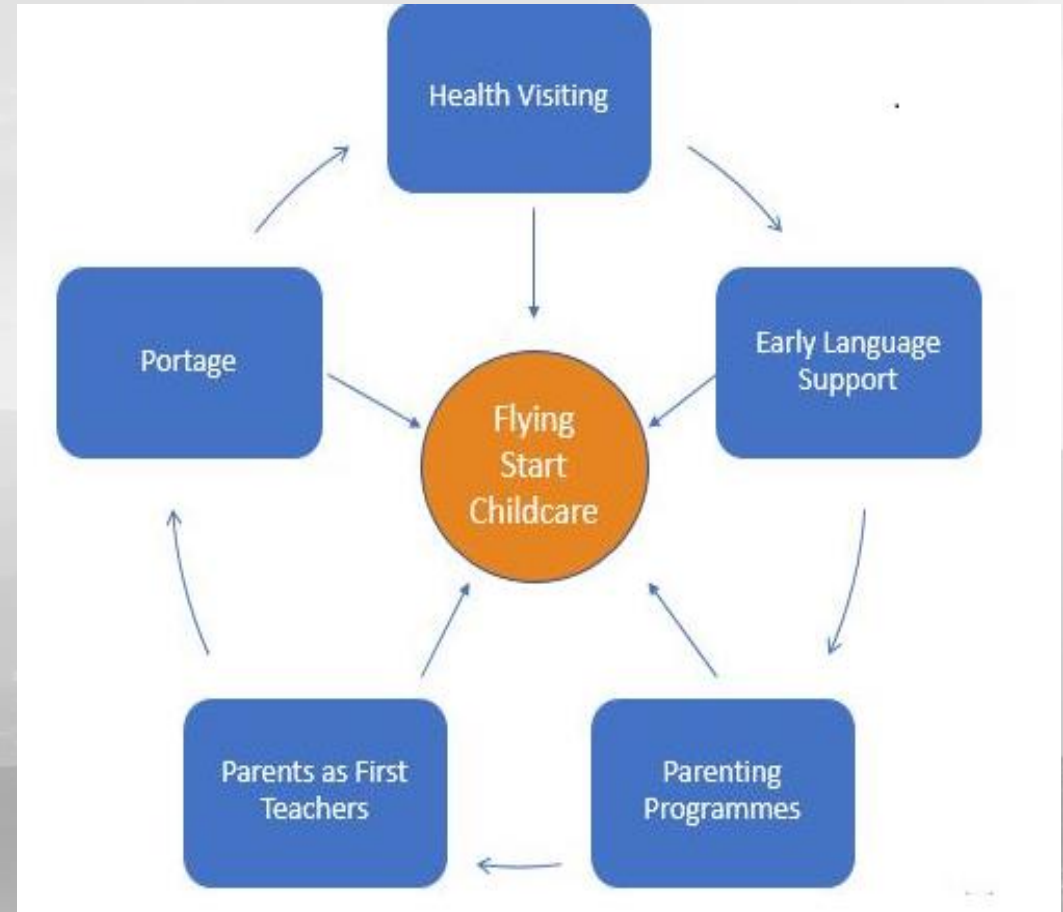 Health Visiting
Early Language
Support
Portage
Flying
Start
Childcare
Parents as First
Teachers
Parenting
Programmes